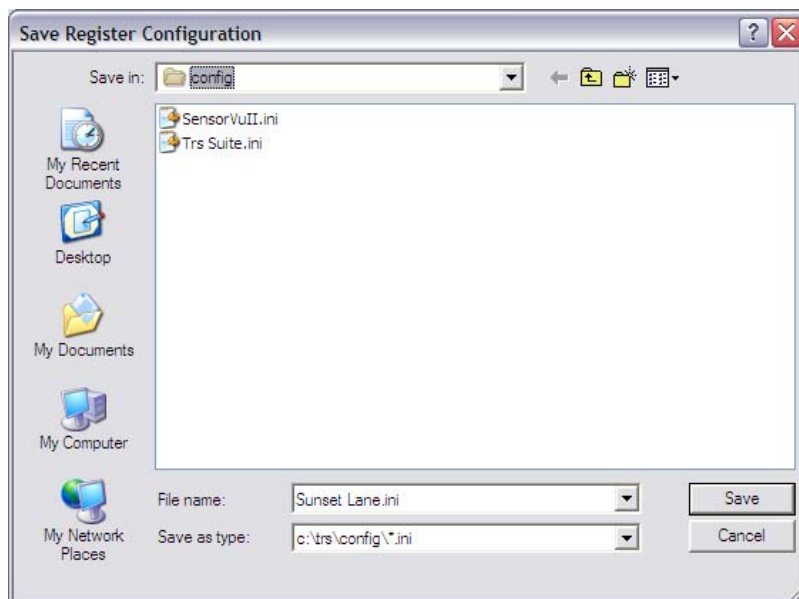 Save Register Configuration
Save in:
config
My Recent
Documents
Desktop
My Documents
My Computer
My Network
Places
SensorVuII.ini
Trs Suite.ini
File name:
Sunset Lane.ini
Save
Save as type:
c:\trs\config\*.ini
Cancel